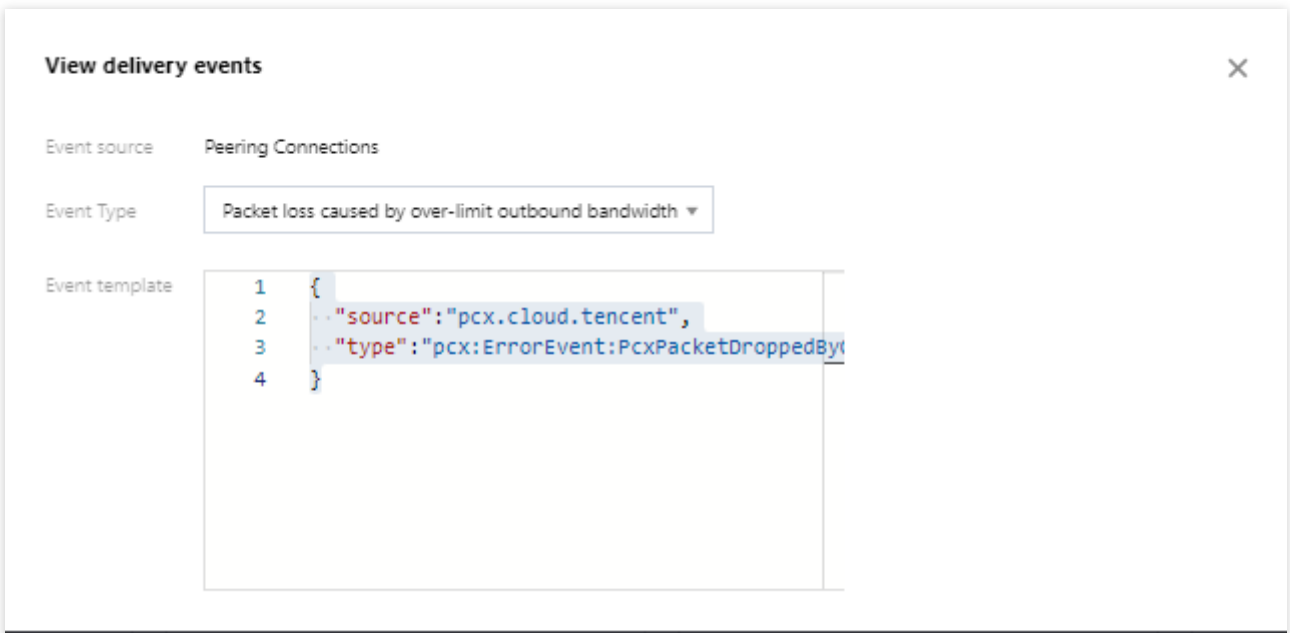 View delivery events
Event source Peering Connections
Event Type Packet loss caused by over-limit outbound bandwidth
Event template
1 {
2 "source":"pcx.cloud.tencent",
3 "type":"pcx:ErrorEvent:PcxPacketDroppedBy
4 }